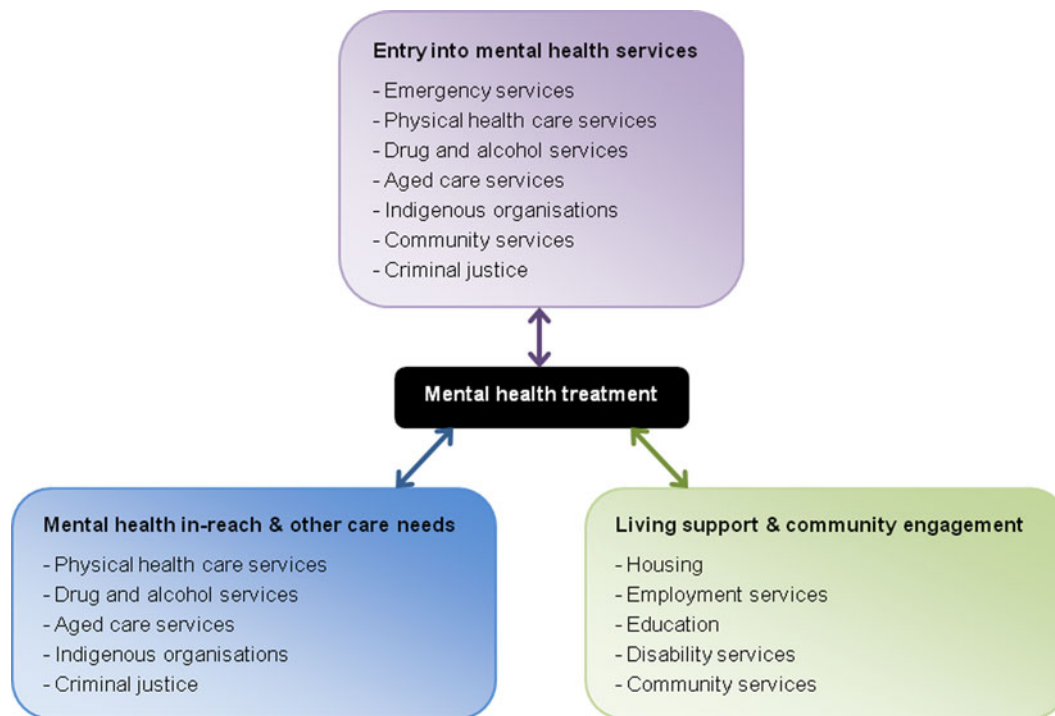 Entry into mental health services
- Emergency services
- Physical health care services
- Drug and alcohol services
- Aged care services
- Indigenous organisations
- Community services
- Criminal justice
Mental health treatment
Mental health in-reach & other care needs
- Physical health care services
- Drug and alcohol services
- Aged care services
- Indigenous organisations
- Criminal justice
Living support & community engagement
- Housing
- Employment services
- Education
- Disability services
- Community services